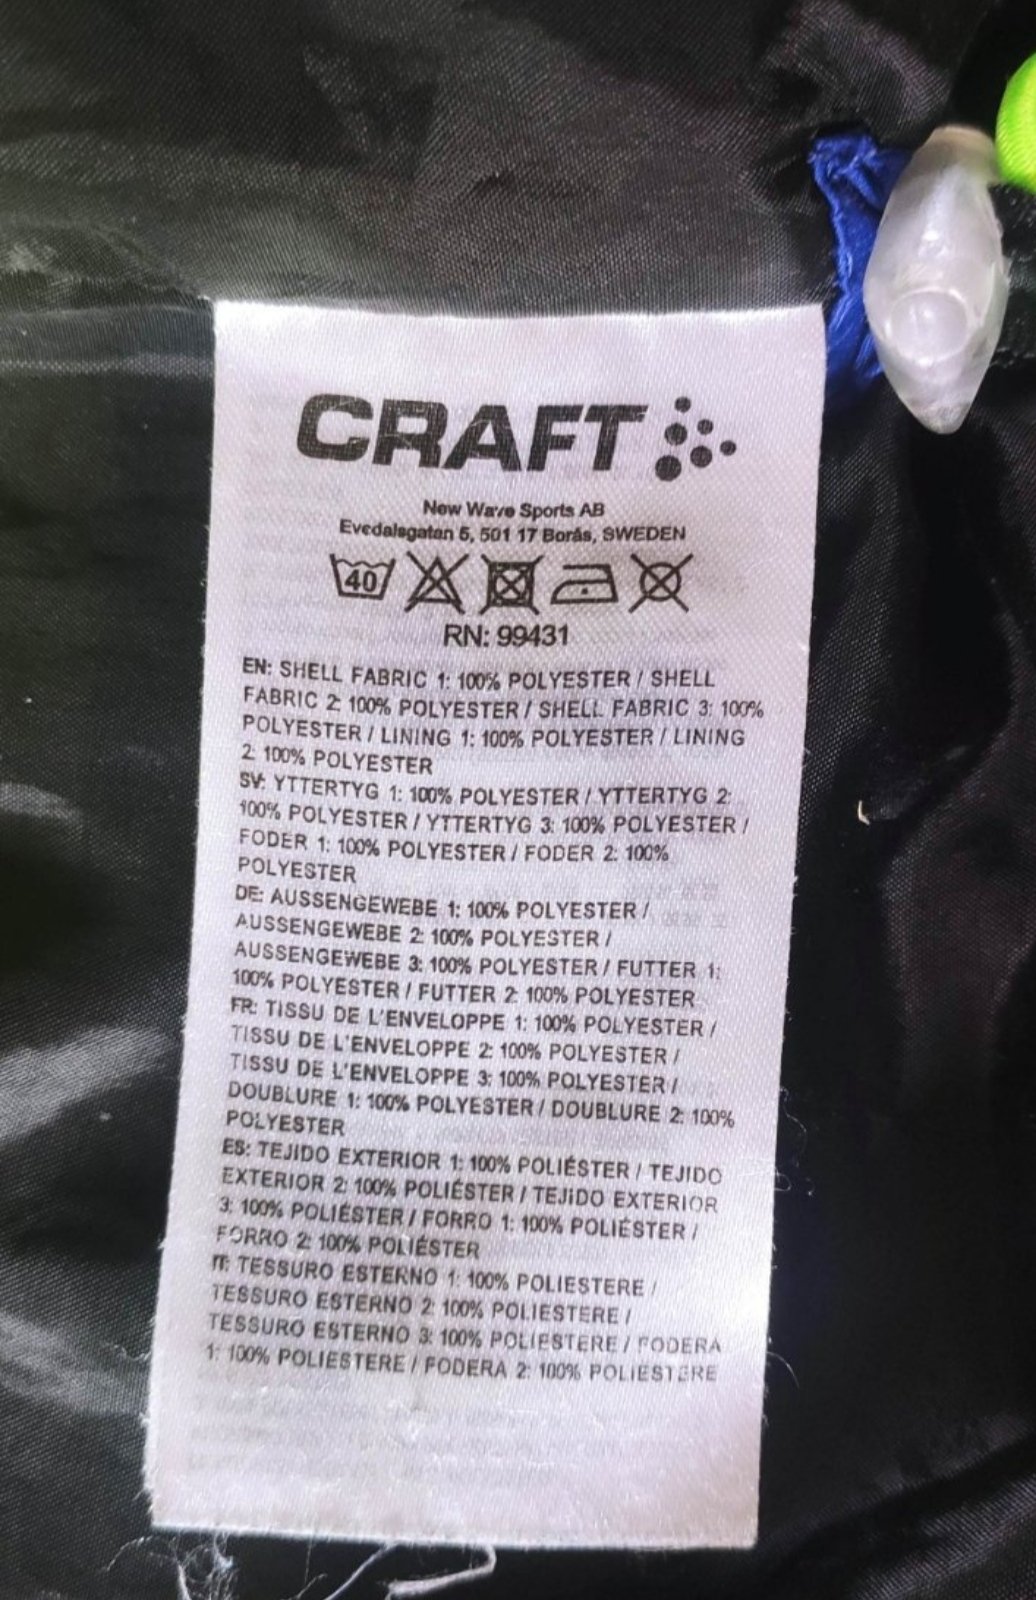 CRAFT
New Wave Sports AB
Evedalsgatan 5, 501 17 Borås, SWEDEN
40
RN: 99431
EN: SHELL FABRIC 1: 100% POLYESTER / SHELL
FABRIC 2: 100% POLYESTER / SHELL FABRIC 3: 100%
POLYESTER / LINING 1: 100% POLYESTER / LINING
2: 100% POLYESTER
SV: YTTERTYG 1: 100% POLYESTER / YTTERTYG 2:
100% POLYESTER / YTTERTYG 3: 100% POLYESTER /
FODER 1: 100% POLYESTER / FODER 2: 100%
POLYESTER
DE: AUSSENGEWEBE 1: 100% POLYESTER /
AUSSENGEWEBE 2: 100% POLYESTER /
AUSSENGEWEBE 3: 100% POLYESTER / FUTTER 1:
100% POLYESTER / FUTTER 2: 100% POLYESTER
FR: TISSU DE L'ENVELOPPE 1: 100% POLYESTER /
TISSU DE L'ENVELOPPE 2: 100% POLYESTER /
TISSU DE L'ENVELOPPE 3: 100% POLYESTER /
DOUBLURE 1: 100% POLYESTER / DOUBLURE 2: 100%
POLYESTER
ES: TEJIDO EXTERIOR 1: 100% POLIÉSTER / TEJIDO
EXTERIOR 2: 100% POLIÉSTER / TEJIDO EXTERIOR
3: 100% POLIÉSTER / FORRO 1: 100% POLIÉSTER /
FORRO 2: 100% POLIÉSTER
IT: TESSURO ESTERNO 1: 100% POLIESTERE /
TESSURO ESTERNO 2: 100% POLIESTERE /
TESSURO ESTERNO 3: 100% POLIESTERE / FODERA
1: 100% POLIESTERE / FODERA 2: 100% POLIESTERE